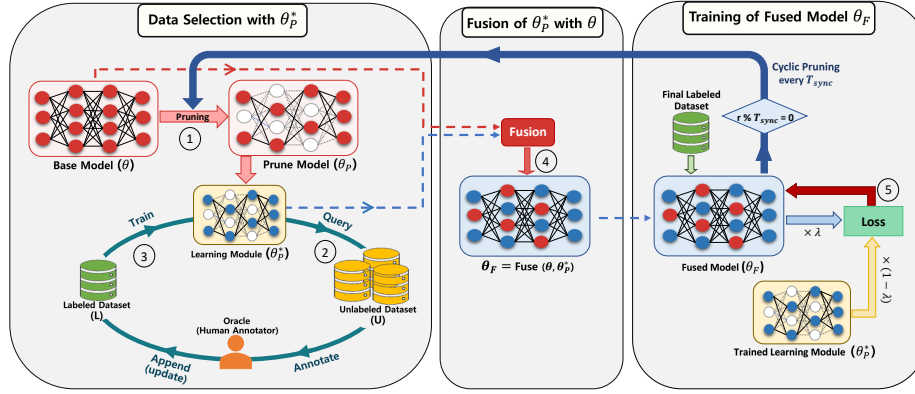 Data Selection with θ*P
Fusion of θ*P with θ
Training of Fused Model θF
Pruning
1
Base Model (θ)
Prune Model (θP)
Learning Module (θ*P)
Train
Query
3
2
Labeled Dataset
(L)
Unlabeled Dataset
(U)
Oracle
(Human Annotator)
Append
(update)
Annotate
Fusion
4
θF = Fuse (θ, θ*P)
Cyclic Pruning
every Tsync
Final Labeled
Dataset
r % Tsync = 0
5
Loss
× λ
× (1 − λ)
Fused Model (θF)
Trained Learning Module (θ*P)